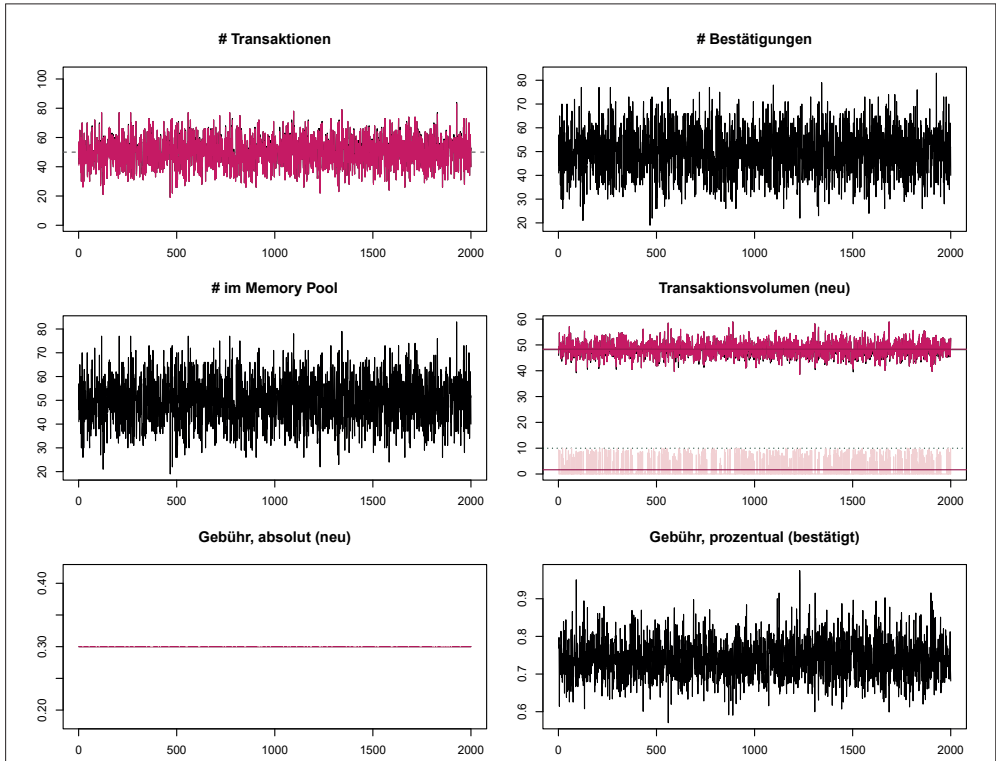 # Transaktionen
100
80
60
40
20
0
0 500 1000 1500 2000
# Bestätigungen
80
70
60
50
40
30
20
0 500 1000 1500 2000
# im Memory Pool
80
70
60
50
40
30
20
0 500 1000 1500 2000
Transaktionsvolumen (neu)
60
50
40
30
20
10
0
0 500 1000 1500 2000
Gebühr, absolut (neu)
0.40
0.30
0.20
0 500 1000 1500 2000
Gebühr, prozentual (bestätigt)
0.9
0.8
0.7
0.6
0 500 1000 1500 2000